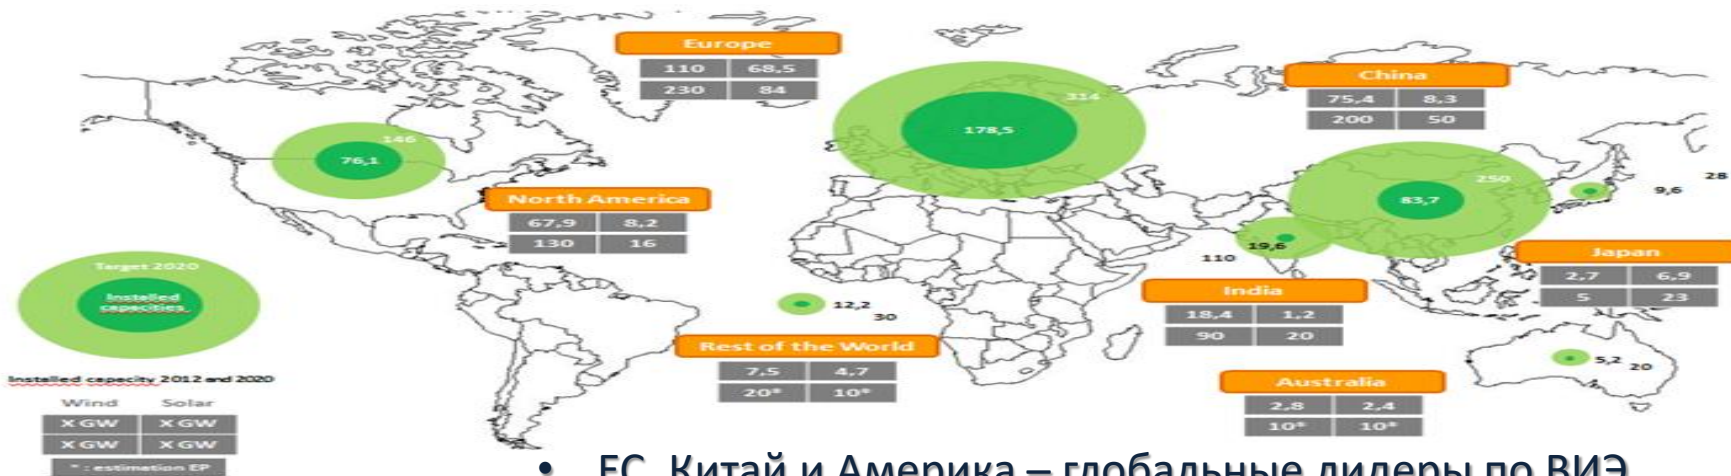 Europe
110 68,5
230 84
314
178,5
China
75,4 8,3
200 50
146
76,1
250
83,7
28
9,6
North America
67,9 8,2
130 16
19,6
110
Japan
2,7 6,9
5 23
Target 2020
Installed
capacities
India
18,4 1,2
90 20
12,2
30
Rest of the World
7,5 4,7
20* 10*
5,2 20
Australia
2,8 2,4
10* 10*
Installed capacity 2012 and 2020
Wind Solar
X GW X GW
X GW X GW
* : estimation EP
• ЕС, Китай и Америка – глобальные лидеры по ВИЭ